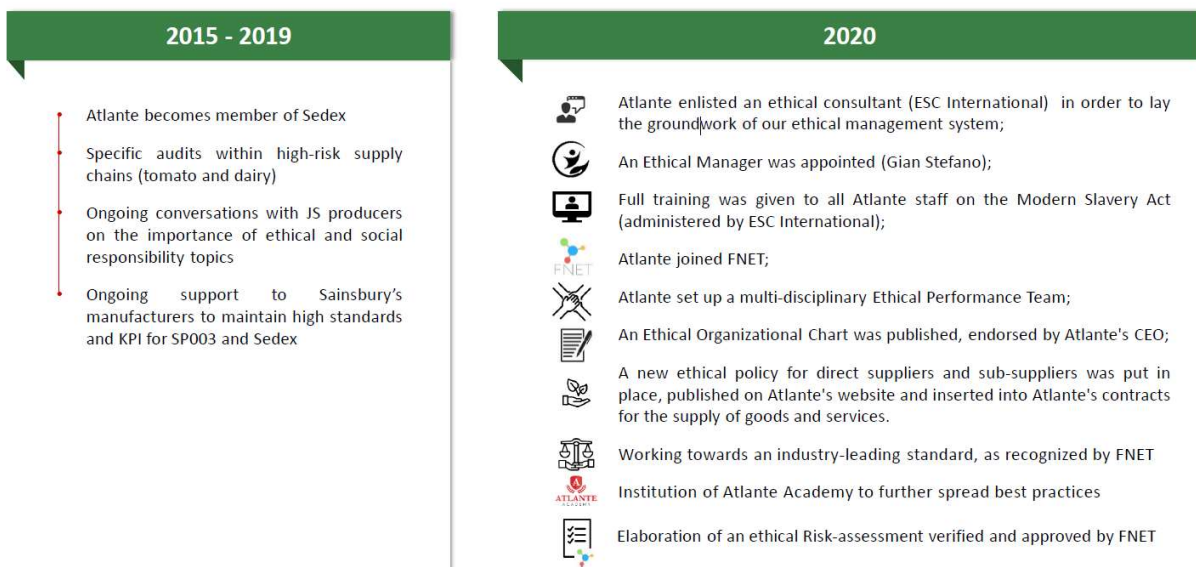 2015 - 2019
Atlante becomes member of Sedex
Specific audits within high-risk supply
chains (tomato and dairy)
Ongoing conversations with JS producers
on the importance of ethical and social
responsibility topics
Ongoing support to Sainsbury’s
manufacturers to maintain high standards
and KPI for SP003 and Sedex
2020
Atlante enlisted an ethical consultant (ESC International) in order to lay
the groundwork of our ethical management system;
An Ethical Manager was appointed (Gian Stefano);
Full training was given to all Atlante staff on the Modern Slavery Act
(administered by ESC International);
FNET
Atlante joined FNET;
Atlante set up a multi-disciplinary Ethical Performance Team;
An Ethical Organizational Chart was published, endorsed by Atlante's CEO;
A new ethical policy for direct suppliers and sub-suppliers was put in
place, published on Atlante's website and inserted into Atlante's contracts
for the supply of goods and services.
Working towards an industry-leading standard, as recognized by FNET
A
ATLANTE
ACADEMY
Institution of Atlante Academy to further spread best practices
Elaboration of an ethical Risk-assessment verified and approved by FNET